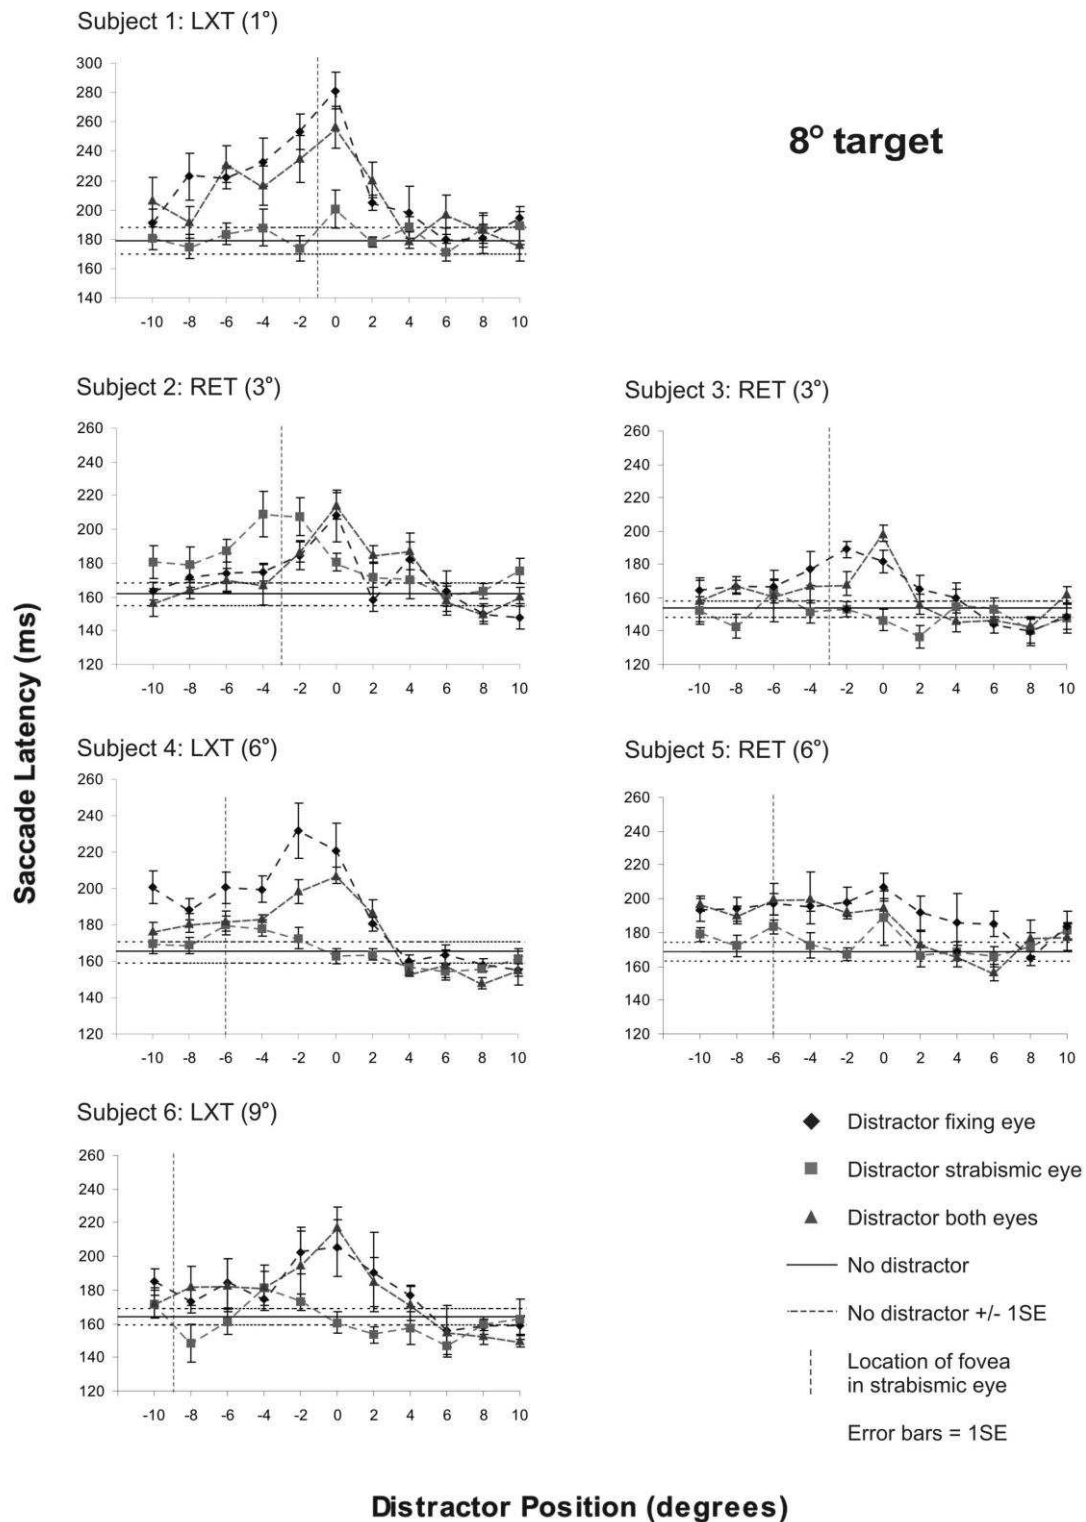 Subject 1: LXT (1°)
300
280
260
240
220
200
180
160
140
-10 -8 -6 -4 -2 0 2 4 6 8 10
8° target
Subject 2: RET (3°)
260
240
220
200
180
160
140
120
-10 -8 -6 -4 -2 0 2 4 6 8 10
Subject 3: RET (3°)
260
240
220
200
180
160
140
120
-10 -8 -6 -4 -2 0 2 4 6 8 10
Saccade Latency (ms)
Subject 4: LXT (6°)
260
240
220
200
180
160
140
120
-10 -8 -6 -4 -2 0 2 4 6 8 10
Subject 5: RET (6°)
260
240
220
200
180
160
140
120
-10 -8 -6 -4 -2 0 2 4 6 8 10
Subject 6: LXT (9°)
260
240
220
200
180
160
140
120
-10 -8 -6 -4 -2 0 2 4 6 8 10
Distractor fixing eye
Distractor strabismic eye
Distractor both eyes
No distractor
No distractor +/- 1SE
Location of fovea
in strabismic eye
Error bars = 1SE
Distractor Position (degrees)